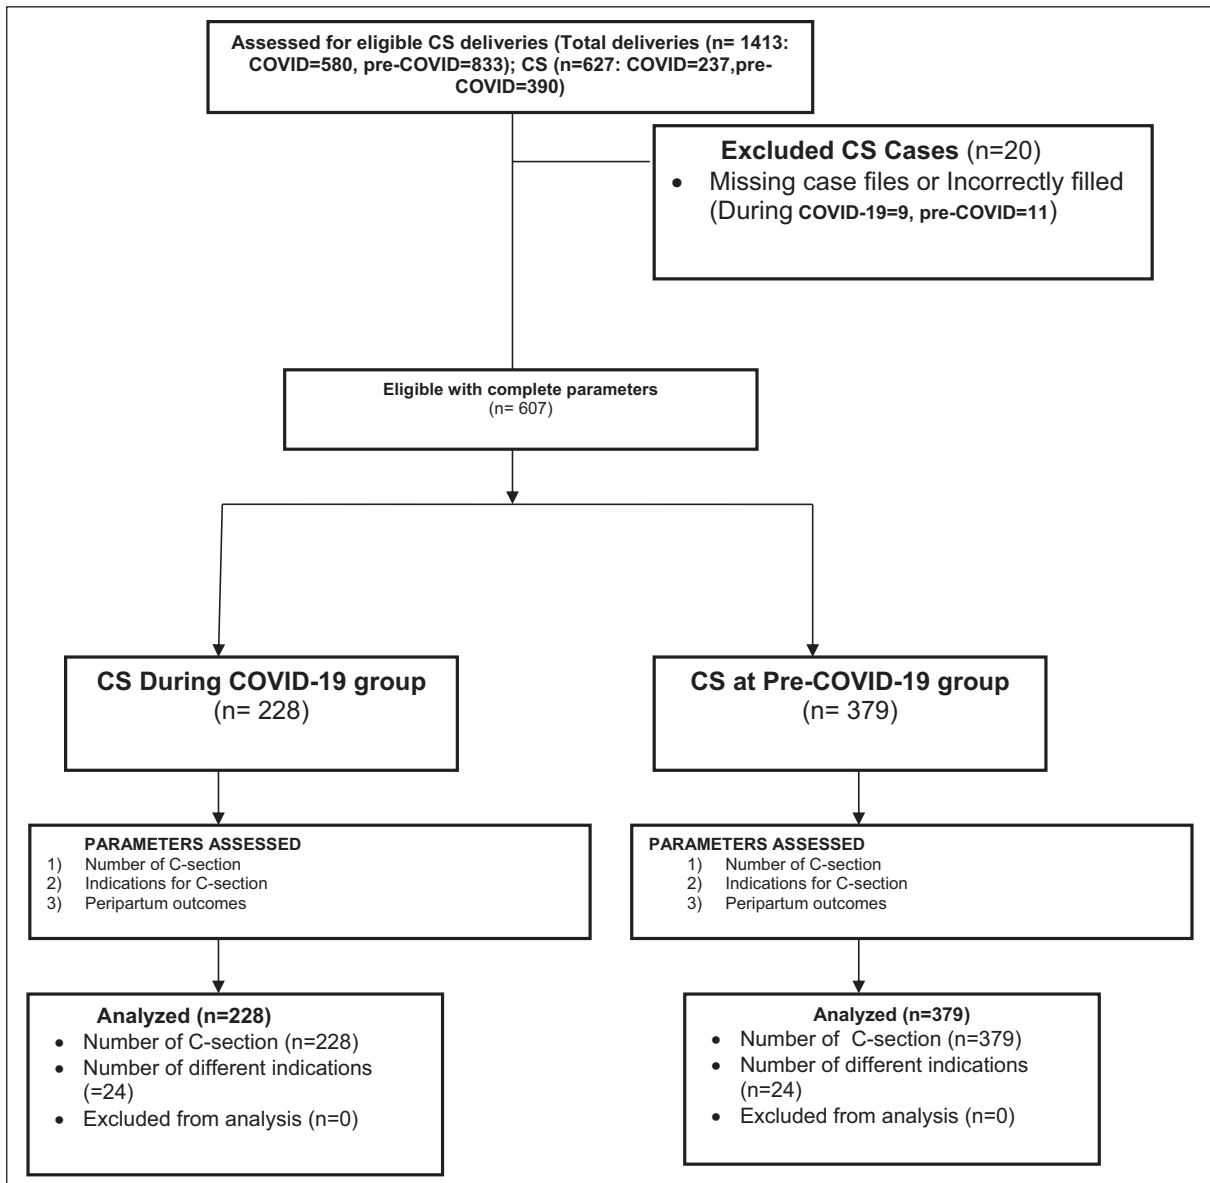 Assessed for eligible CS deliveries (Total deliveries (n= 1413:
COVID=580, pre-COVID=833); CS (n=627: COVID=237,pre-
COVID=390)
Excluded CS Cases (n=20)
• Missing case files or Incorrectly filled
(During COVID-19=9, pre-COVID=11)
Eligible with complete parameters
(n= 607)
CS During COVID-19 group
(n= 228)
CS at Pre-COVID-19 group
(n= 379)
PARAMETERS ASSESSED
1) Number of C-section
2) Indications for C-section
3) Peripartum outcomes
PARAMETERS ASSESSED
1) Number of C-section
2) Indications for C-section
3) Peripartum outcomes
Analyzed (n=228)
• Number of C-section (n=228)
• Number of different indications
(=24)
• Excluded from analysis (n=0)
Analyzed (n=379)
• Number of C-section (n=379)
• Number of different indications
(n=24)
• Excluded from analysis (n=0)